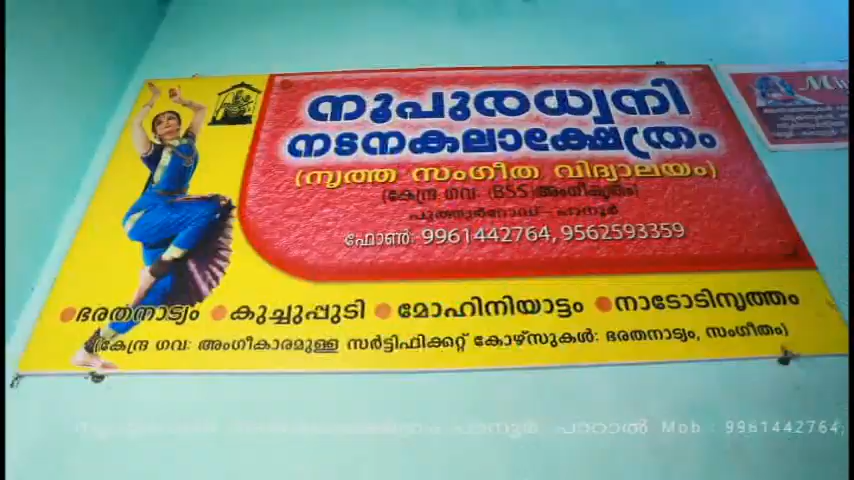 നൂപുരധ്വനി
നടനകലാക്ഷേത്രം
(നൃത്ത സംഗീത വിദ്യാലയം)
(കേന്ദ്ര ഗവ. BSS അംഗീകൃതം)
പാനൂർ
ഫോൺ: 9961442764, 9562593359
ഭരതനാട്യം കുച്ചുപ്പുടി മോഹിനിയാട്ടം നാടോടിനൃത്തം
കേന്ദ്ര ഗവ: അംഗീകാരമുള്ള സർട്ടിഫിക്കറ്റ് കോഴ്സുകൾ: ഭരതനാട്യം, സംഗീതം)
പാനൂർ പാറാൽ Mob : 9961442764,